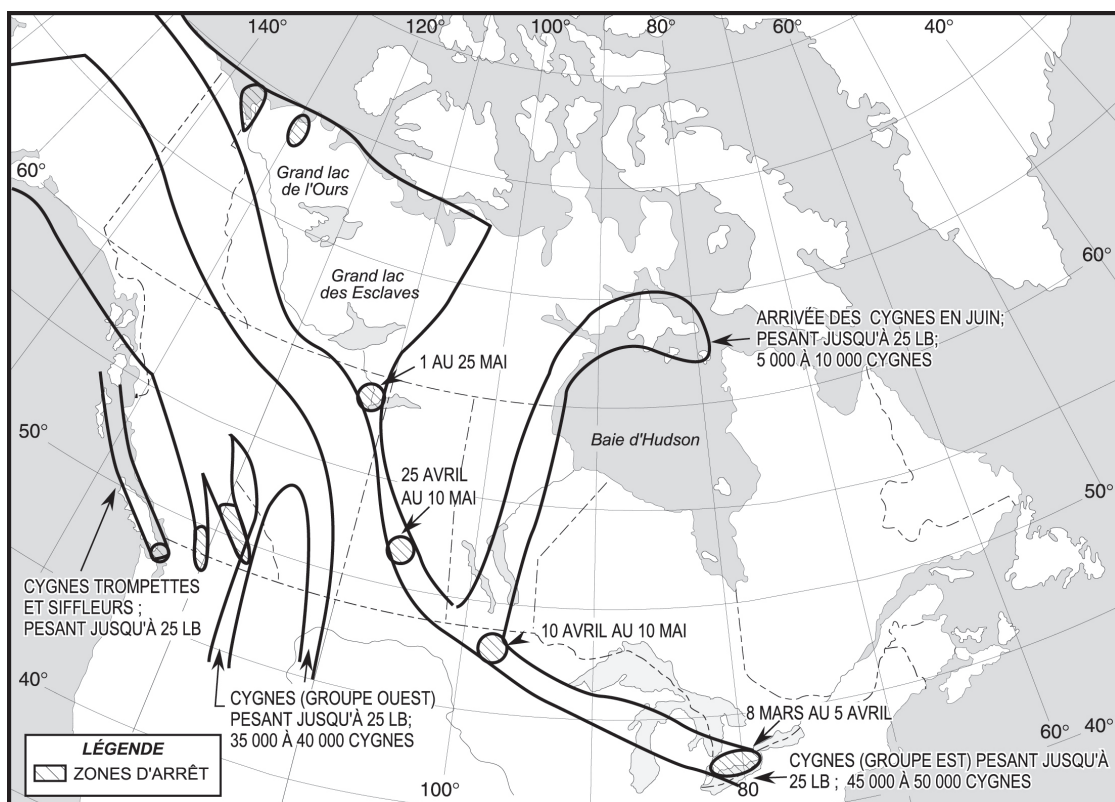 140°
120°
100°
80°
60°
40°
60°
Grand lac
de l'Ours
Grand lac
des Esclaves
60°
ARRIVÉE DES CYGNES EN JUIN;
PESANT JUSQU'À 25 LB;
5 000 À 10 000 CYGNES
1 AU 25 MAI
50°
Baie d'Hudson
25 AVRIL
AU 10 MAI
50°
CYGNES TROMPETTES
ET SIFFLEURS ;
PESANT JUSQU'À 25 LB
10 AVRIL AU 10 MAI
40°
CYGNES (GROUPE OUEST)
PESANT JUSQU'À 25 LB;
35 000 À 40 000 CYGNES
8 MARS AU 5 AVRIL
60°
40°
CYGNES (GROUPE EST) PESANT JUSQU'À
25 LB ; 45 000 À 50 000 CYGNES
LÉGENDE
ZONES D'ARRÊT
100°
80